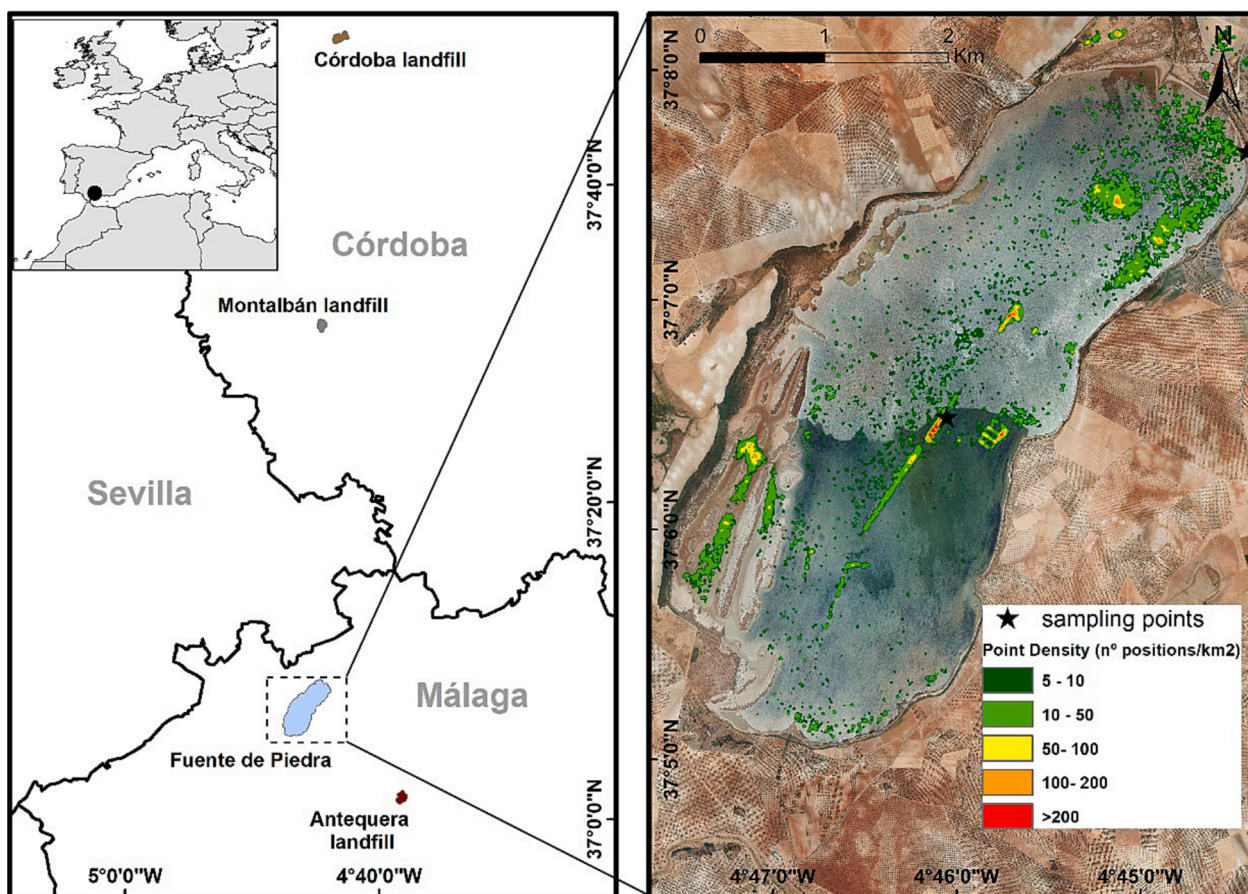 Córdoba landfill
Córdoba
Montalbán landfill
Sevilla
Málaga
Fuente de Piedra
Antequera
landfill
37°40'0"N
37°20'0"N
37°0'0"N
5°0'0"W
4°40'0"W
0
1
2
Km
N
37°8'0"N
37°7'0"N
37°6'0"N
37°5'0"N
sampling points
Point Density (nº positions/km2)
5 - 10
10 - 50
50 - 100
100- 200
>200
4°47'0"W
4°46'0"W
4°45'0"W